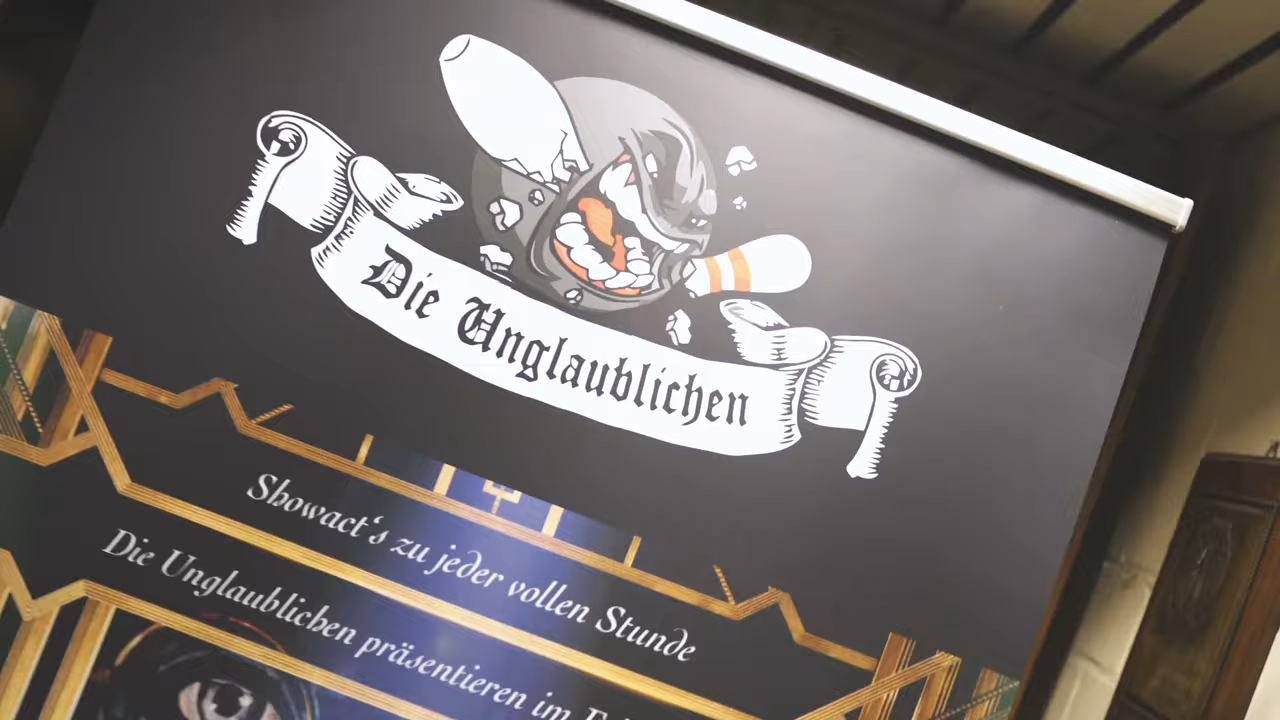 Die Unglaublichen
Showact‘s zu jeder vollen Stunde
Die Unglaublichen präsentieren im